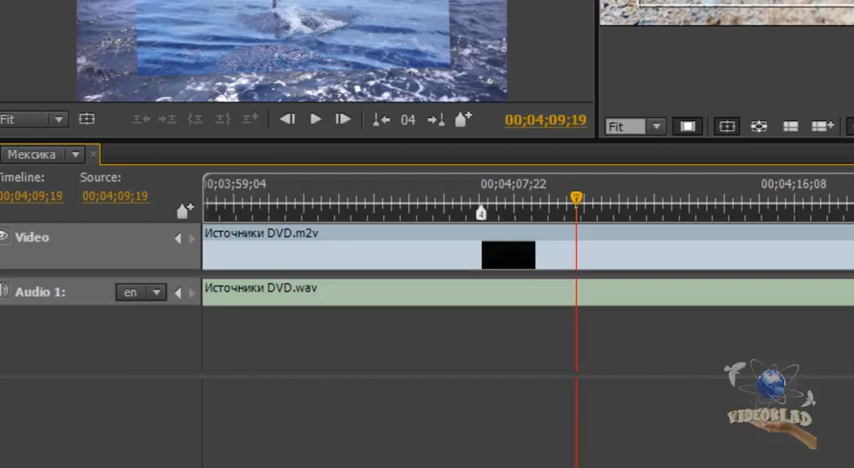 Fit
04
00;04;09;19
Fit
Мексика
Timeline:
Source:
00;04;09;19
00;04;09;19
00;03;59;04
00;04;07;22
00;04;16;08
4
Video
Источники DVD.m2v
Audio 1:
en
Источники DVD.wav
VIDEOKLAD